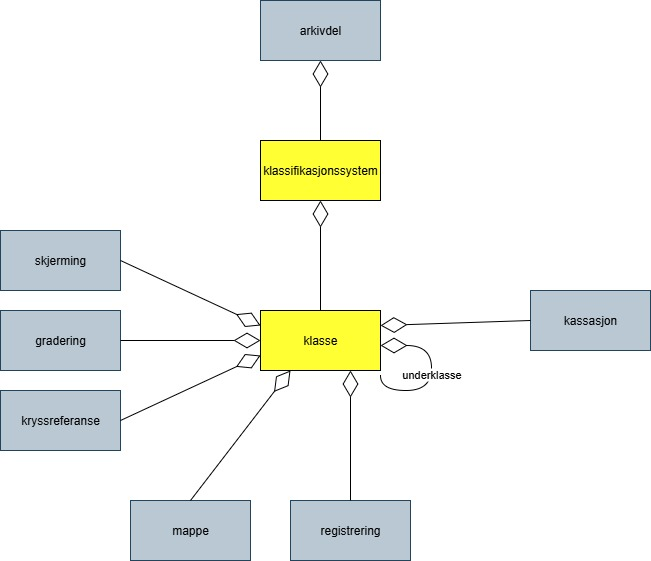 arkivdel
klassifikasjonssystem
skjerming
gradering
klasse
kassasjon
underklasse
kryssreferanse
mappe
registrering